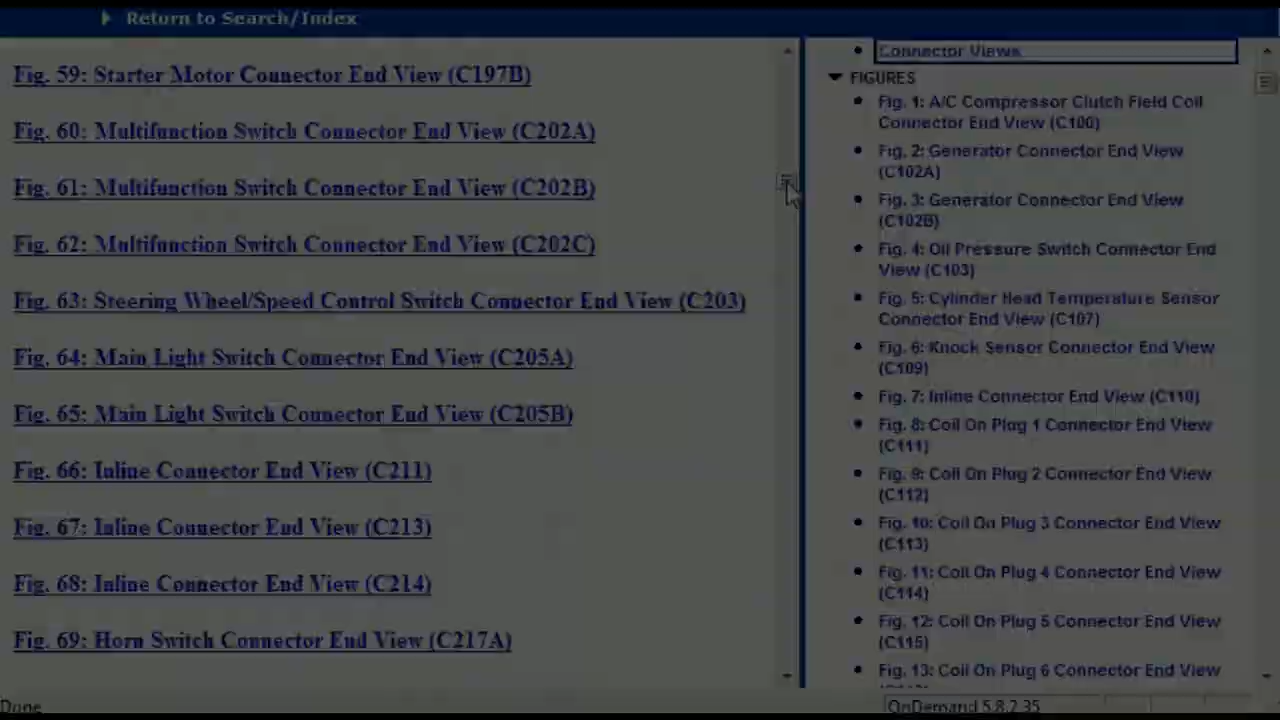 Return to Search/Index
Fig. 59: Starter Motor Connector End View (C197B)
Fig. 60: Multifunction Switch Connector End View (C202A)
Fig. 61: Multifunction Switch Connector End View (C202B)
Fig. 62: Multifunction Switch Connector End View (C202C)
Fig. 63: Steering Wheel/Speed Control Switch Connector End View (C203)
Fig. 64: Main Light Switch Connector End View (C205A)
Fig. 65: Main Light Switch Connector End View (C205B)
Fig. 66: Inline Connector End View (C211)
Fig. 67: Inline Connector End View (C213)
Fig. 68: Inline Connector End View (C214)
Fig. 69: Horn Switch Connector End View (C217A)
Connector Views
FIGURES
Fig. 1: A/C Compressor Clutch Field Coil
Connector End View (C100)
Fig. 2: Generator Connector End View
(C102A)
Fig. 3: Generator Connector End View
(C102B)
Fig. 4: Oil Pressure Switch Connector End
View (C103)
Fig. 5: Cylinder Head Temperature Sensor
Connector End View (C107)
Fig. 6: Knock Sensor Connector End View
(C109)
Fig. 7: Inline Connector End View (C110)
Fig. 8: Coil On Plug 1 Connector End View
(C111)
Fig. 9: Coil On Plug 2 Connector End View
(C112)
Fig. 10: Coil On Plug 3 Connector End View
(C113)
Fig. 11: Coil On Plug 4 Connector End View
(C114)
Fig. 12: Coil On Plug 5 Connector End View
(C115)
Fig. 13: Coil On Plug 6 Connector End View
Done
OnDemand 5.8.2.35